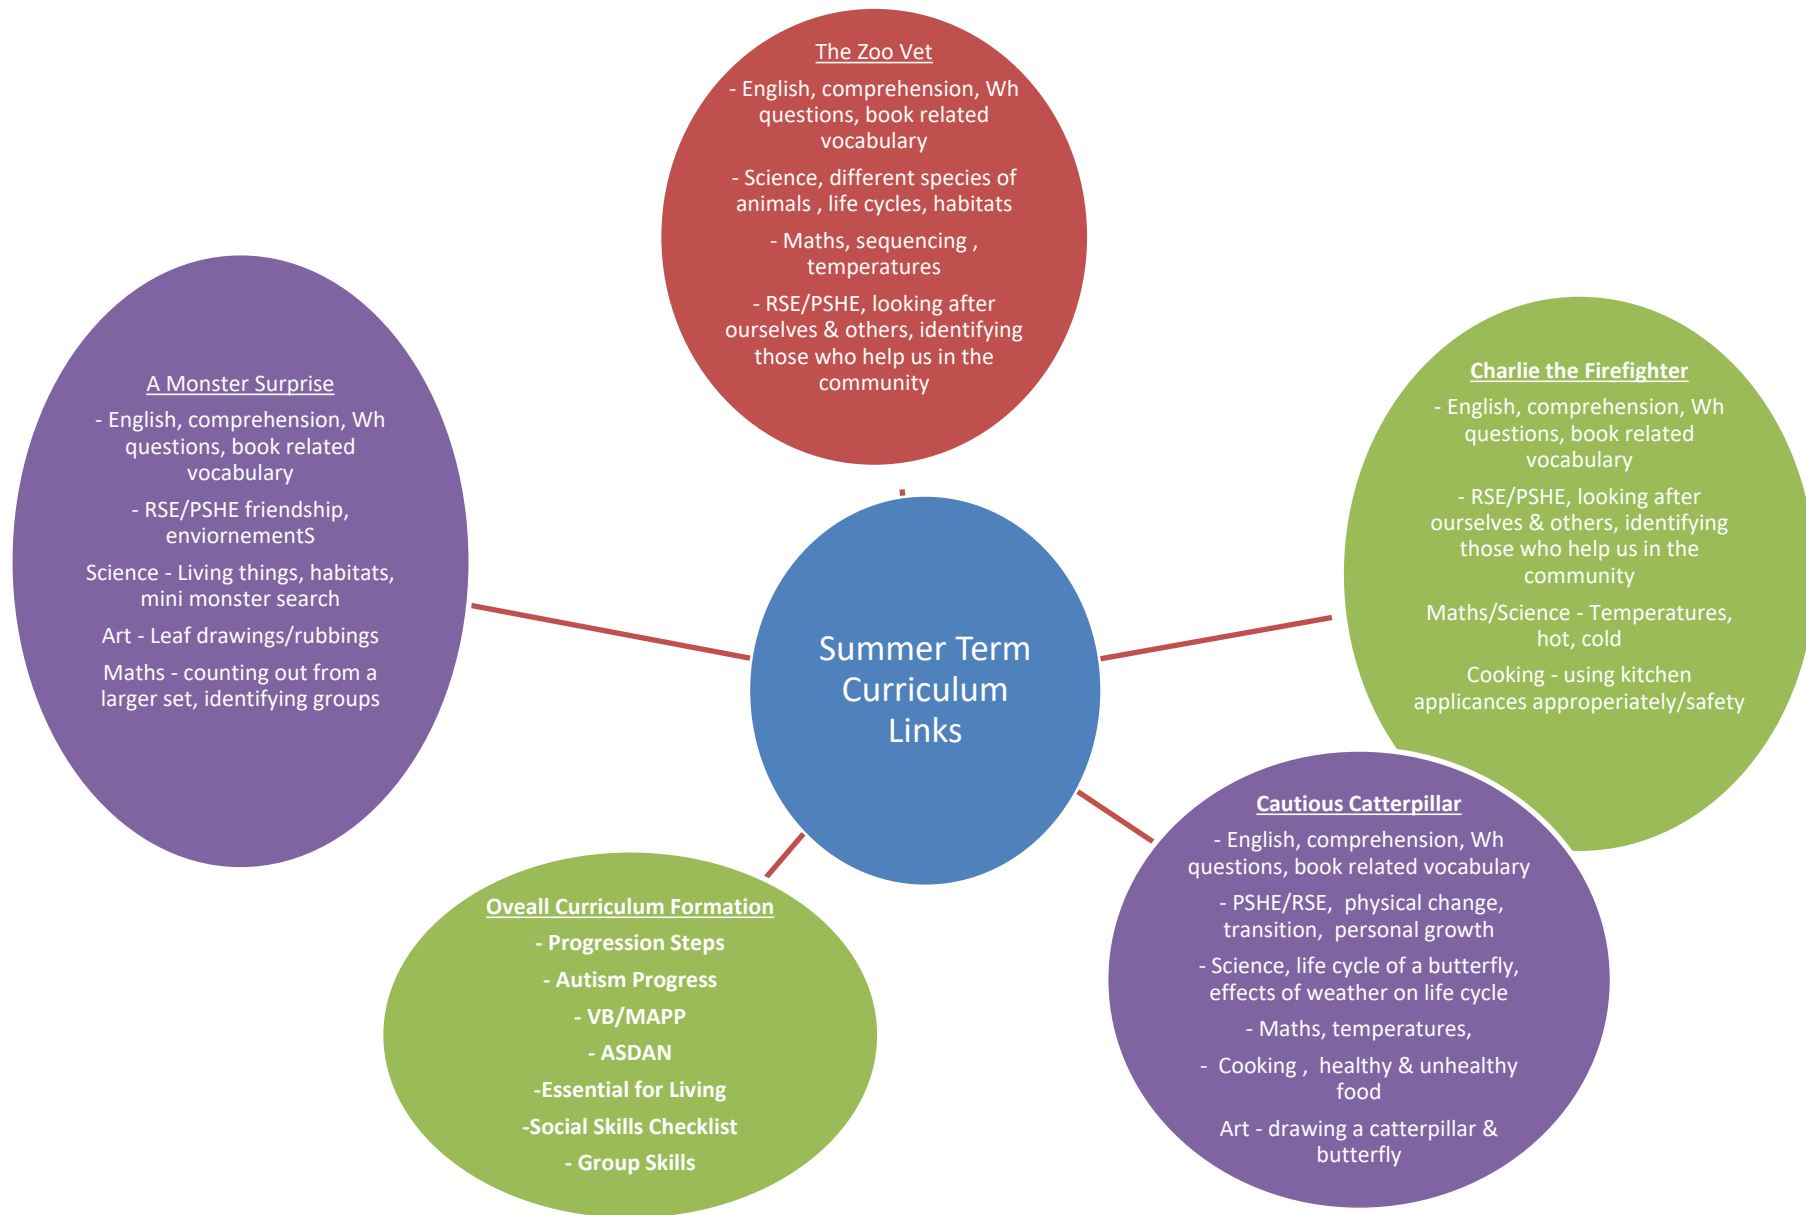 The Zoo Vet
- English, comprehension, Wh
questions, book related
vocabulary
- Science, different species of
animals , life cycles, habitats
- Maths, sequencing ,
temperatures
- RSE/PSHE, looking after
ourselves & others, identifying
those who help us in the
community
Charlie the Firefighter
- English, comprehension, Wh
questions, book related
vocabulary
- RSE/PSHE, looking after
ourselves & others, identifying
those who help us in the
community
Maths/Science - Temperatures,
hot, cold
Cooking - using kitchen
applicances approperiately/safety
Cautious Catterpillar
- English, comprehension, Wh
questions, book related vocabulary
- PSHE/RSE,  physical change,
transition,  personal growth
- Science, life cycle of a butterfly,
effects of weather on life cycle
- Maths, temperatures,
-  Cooking ,  healthy & unhealthy
food
Art - drawing a catterpillar &
butterfly
Oveall Curriculum Formation
- Progression Steps
- Autism Progress
- VB/MAPP
- ASDAN
-Essential for Living
-Social Skills Checklist
- Group Skills
A Monster Surprise
- English, comprehension, Wh
questions, book related
vocabulary
- RSE/PSHE friendship,
enviornementS
Science - Living things, habitats,
mini monster search
Art - Leaf drawings/rubbings
Maths - counting out from a
larger set, identifying groups
Summer Term
Curriculum
Links